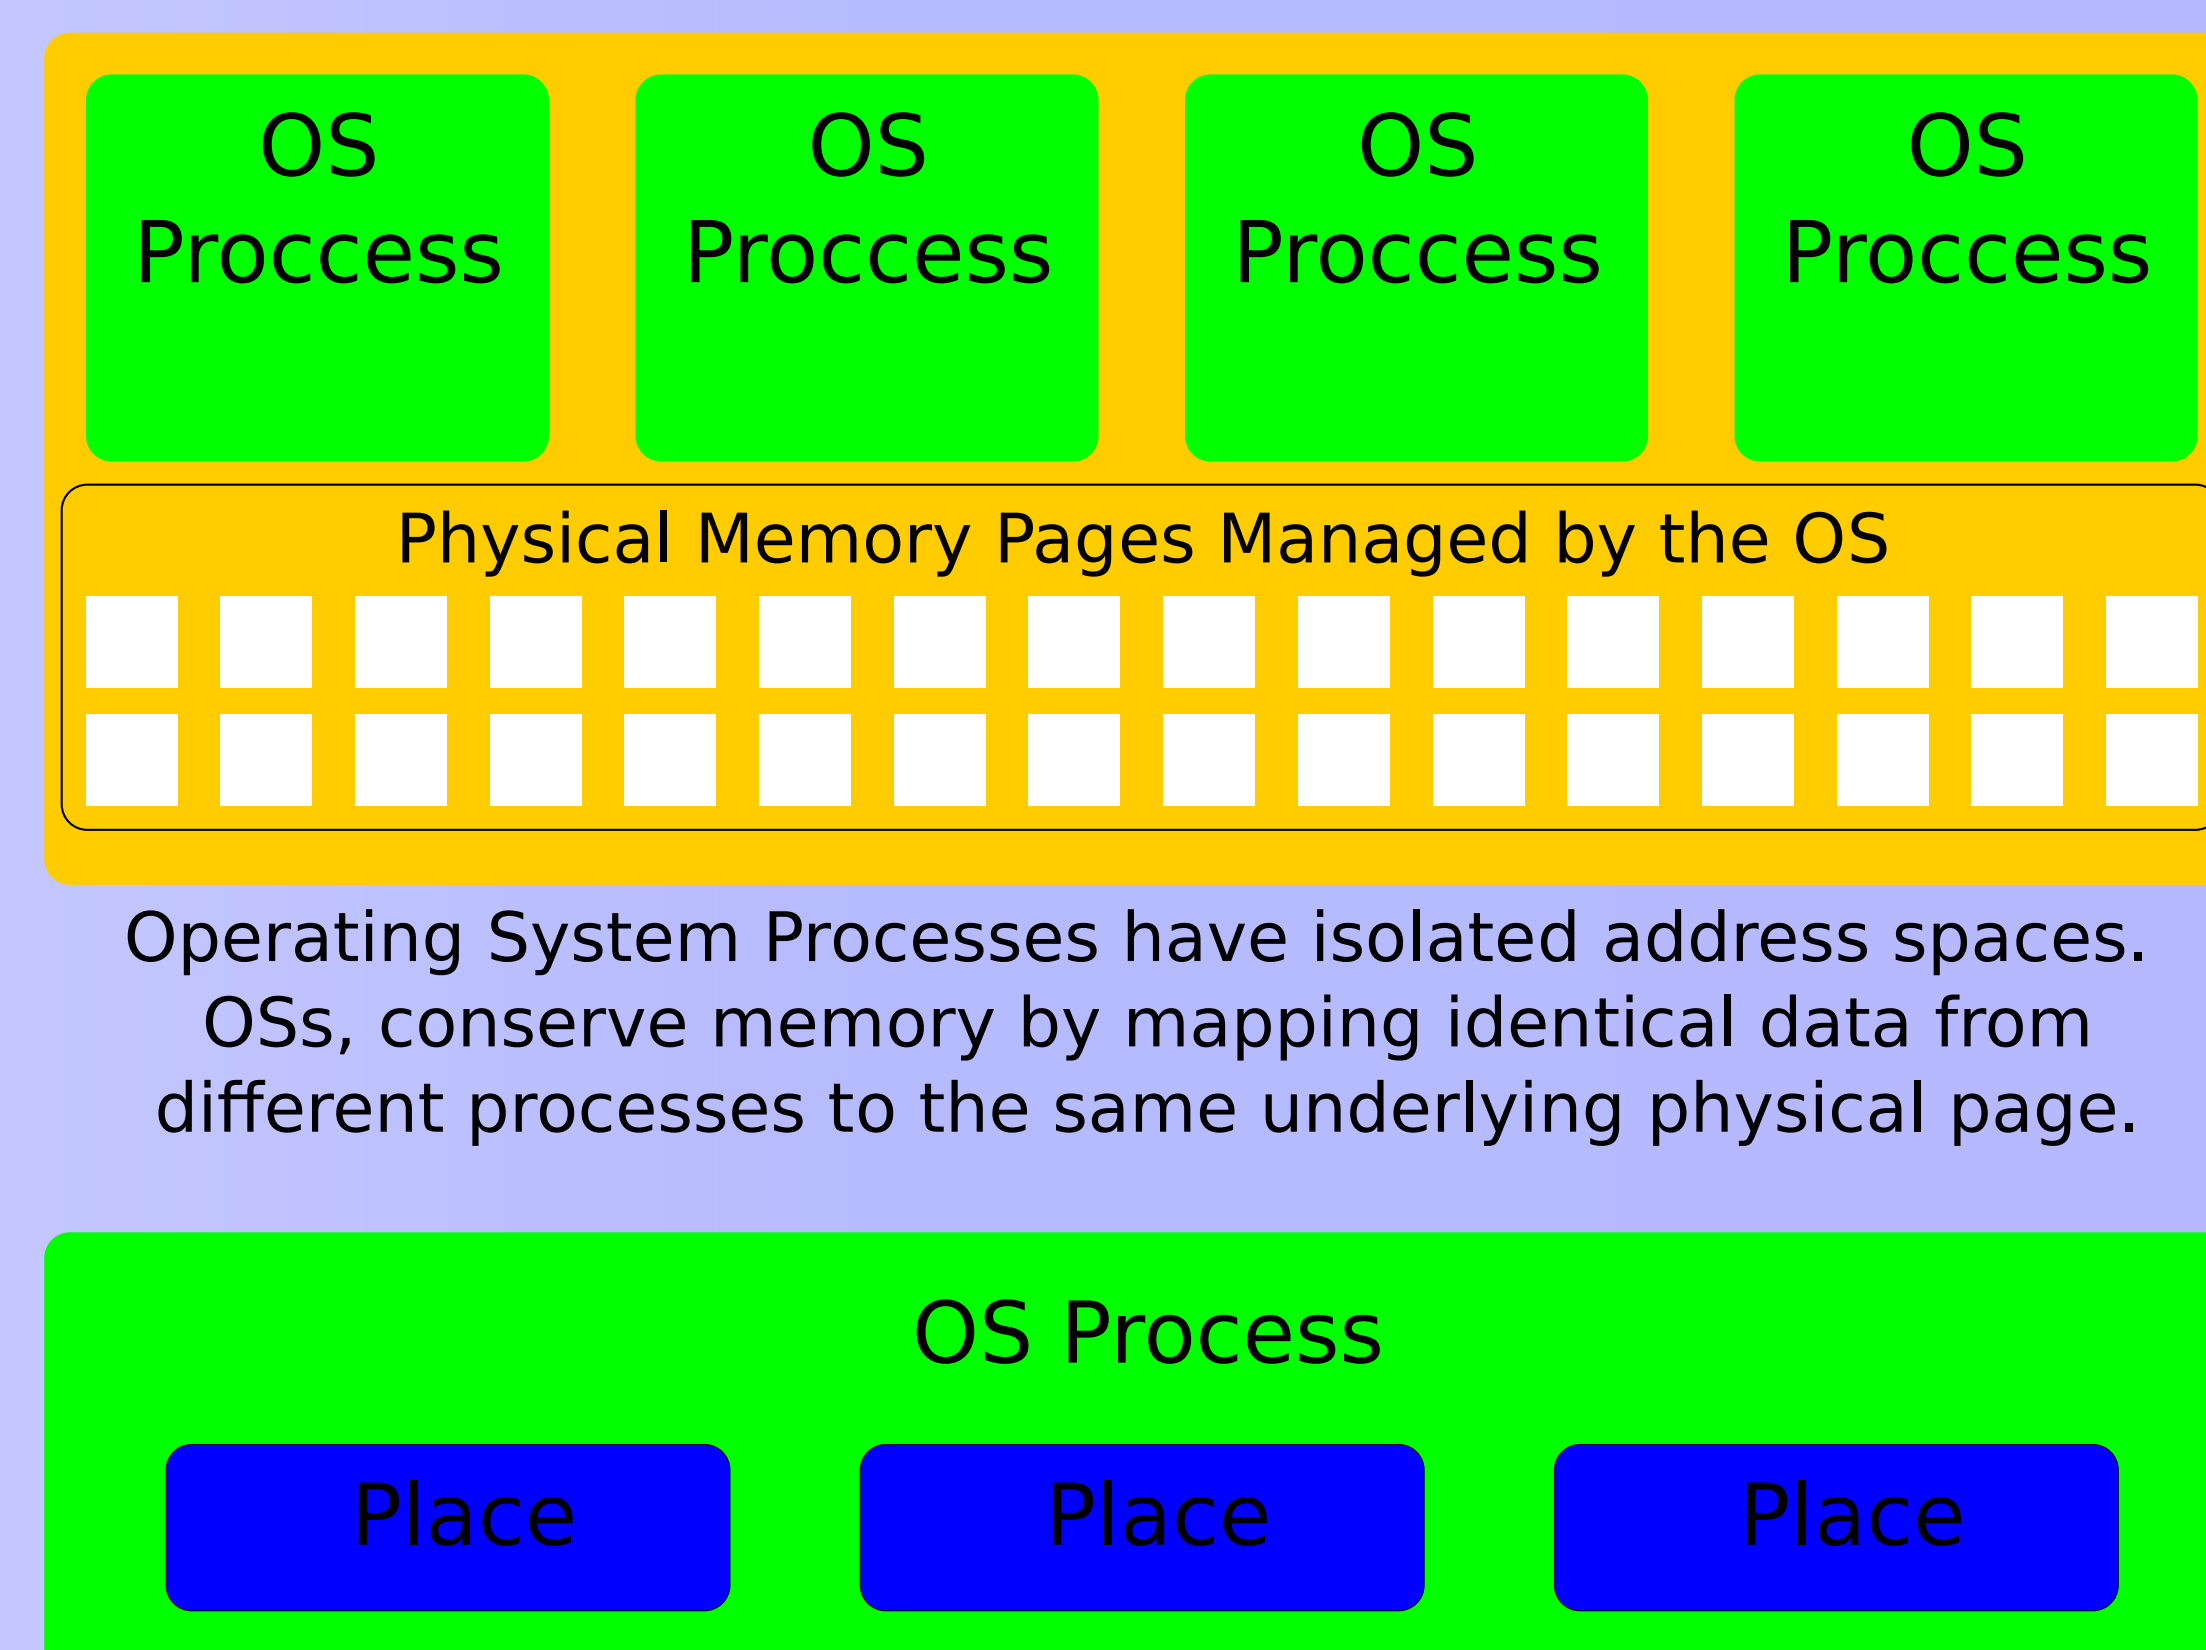 OS
Proccess
OS
Proccess
OS
Proccess
OS
Proccess
Physical Memory Pages Managed by the OS
Operating System Processes have isolated address spaces.
OSs, conserve memory by mapping identical data from
different processes to the same underlying physical page.
OS Process
Place
Place
Place